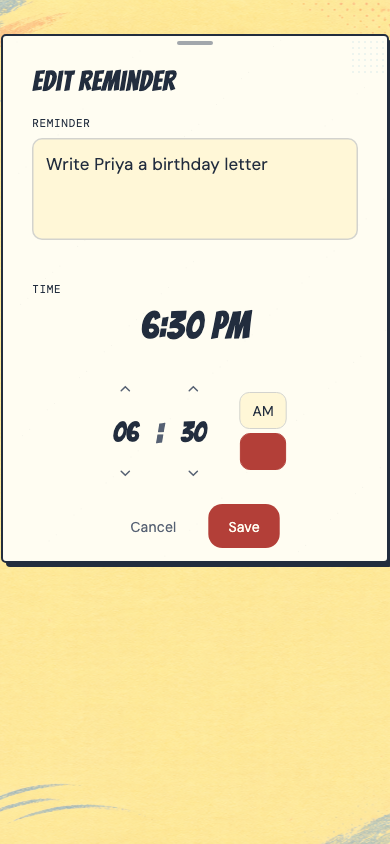 EDIT REMINDER
REMINDER
Write Priya a birthday letter
TIME
6:30 PM
06 : 30
AM
Cancel
Save